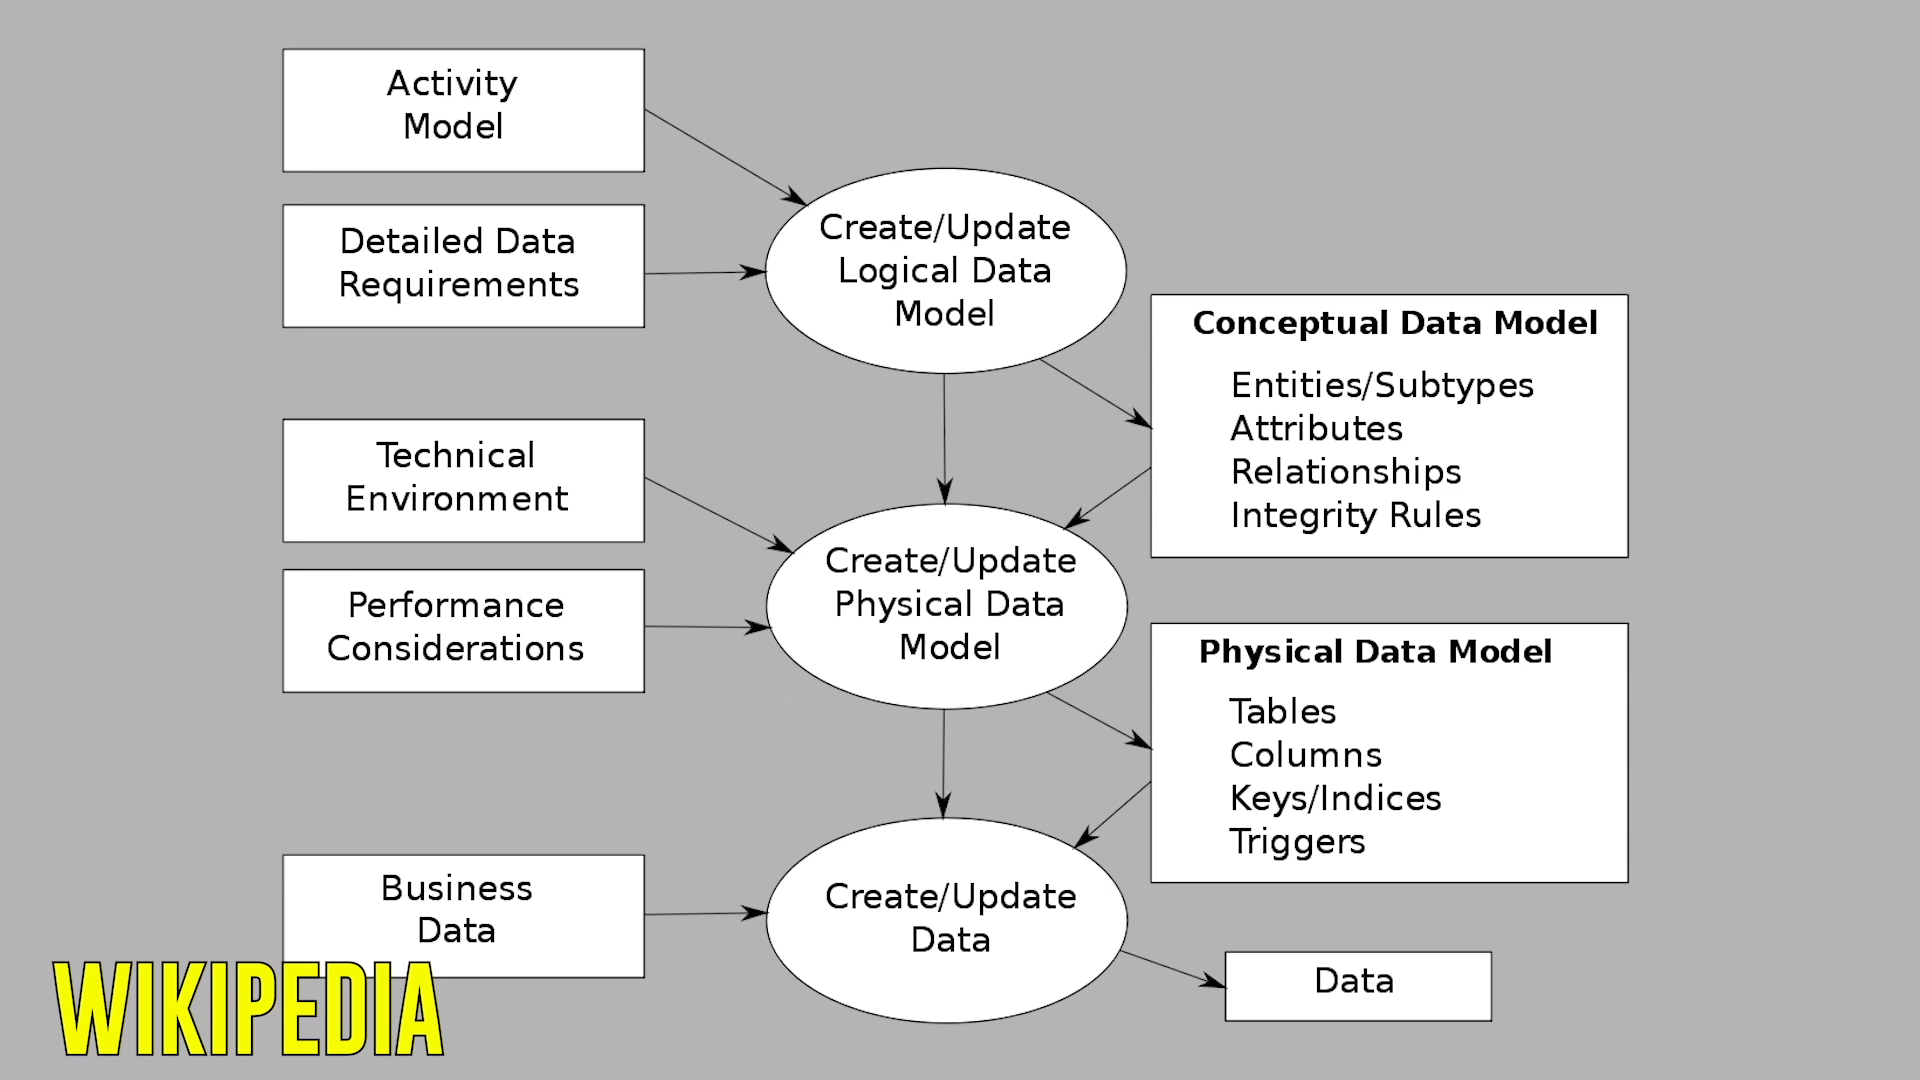 Activity
Model
Detailed Data
Requirements
Create/Update
Logical Data
Model
Conceptual Data Model
Entities/Subtypes
Attributes
Relationships
Integrity Rules
Technical
Environment
Performance
Considerations
Create/Update
Physical Data
Model
Physical Data Model
Tables
Columns
Keys/Indices
Triggers
Business
Data
Create/Update
Data
Data
WIKIPEDIA